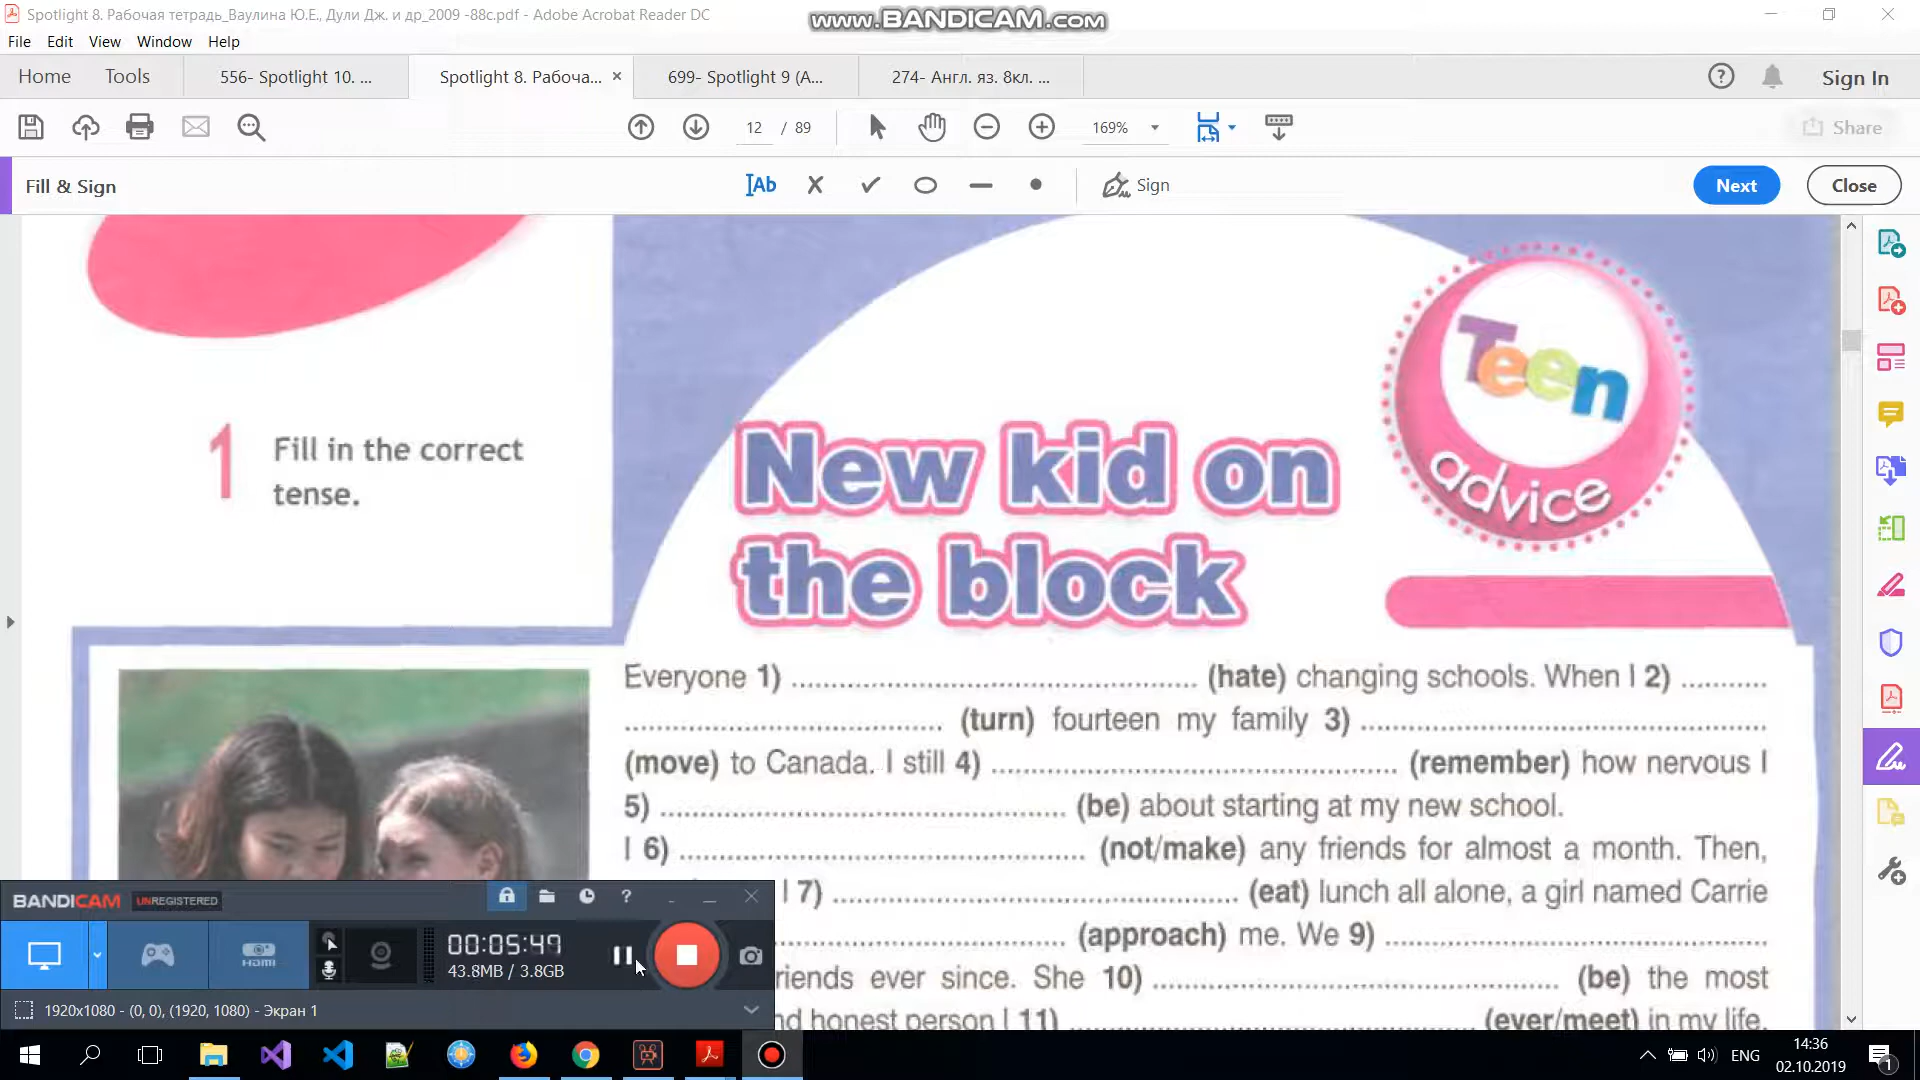 Spotlight 8. Рабочая тетрадь_Ваулина Ю.Е., Дули Дж. и др_2009 -88с.pdf - Adobe Acrobat Reader DC
www.BANDICAM.com
File Edit View Window Help
Home Tools 556- Spotlight 10. ... Spotlight 8. Рабоча... 699- Spotlight 9 (А... 274- Англ. яз. 8кл. ... Sign In
12 / 89 169% Share
Fill & Sign Ab Sign Next Close
Teen
advice
1 Fill in the correct
tense.
New kid on
the block
Everyone 1) ........................................ (hate) changing schools. When I 2) ..........
........................................ (turn) fourteen my family 3) ........................................
(move) to Canada. I still 4) ........................................ (remember) how nervous I
5) ........................................ (be) about starting at my new school.
I 6) ........................................ (not/make) any friends for almost a month. Then,
I 7) ........................................ (eat) lunch all alone, a girl named Carrie
........................................ (approach) me. We 9) ........................................
riends ever since. She 10) ........................................ (be) the most
nd honest person I 11) ........................................ (ever/meet) in my life.
BANDICAM UNREGISTERED
HDMI
00:05:49
43.8MB / 3.8GB
1920x1080 - (0, 0), (1920, 1080) - Экран 1
ENG
14:36
02.10.2019
1